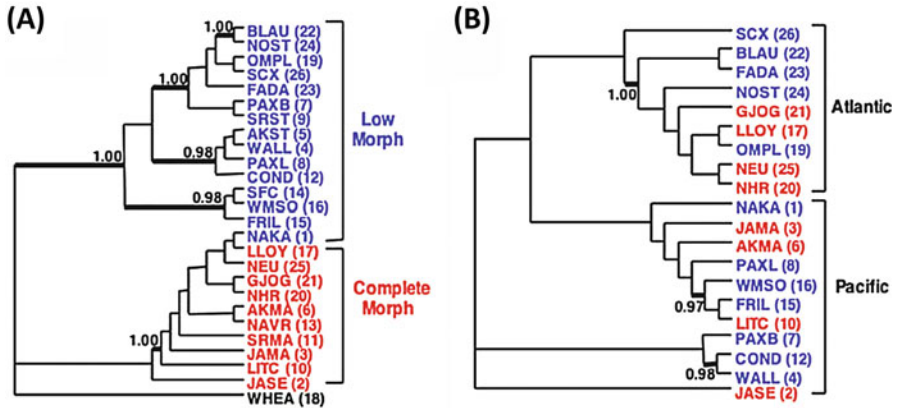 (A)
1.00
BLAU (22)
NOST (24)
OMPL (19)
SCX (26)
1.00
FADA (23)
PAXB (7)
SRST (9)
AKST (5)
WALL (4)
0.98
PAXL (8)
COND (12)
1.00
SFC (14)
0.98
WMSO (16)
FRIL (15)
NAKA (1)
LLOY (17)
NEU (25)
GJOG (21)
NHR (20)
AKMA (6)
NAVR (13)
SRMA (11)
1.00
JAMA (3)
LITC (10)
JASE (2)
WHEA (18)
Low
Morph
Complete
Morph
(B)
SCX (26)
BLAU (22)
FADA (23)
1.00
NOST (24)
GJOG (21)
LLOY (17)
OMPL (19)
NEU (25)
NHR (20)
NAKA (1)
JAMA (3)
AKMA (6)
PAXL (8)
WMSO (16)
0.97
FRIL (15)
LITC (10)
PAXB (7)
COND (12)
0.98
WALL (4)
JASE (2)
Atlantic
Pacific